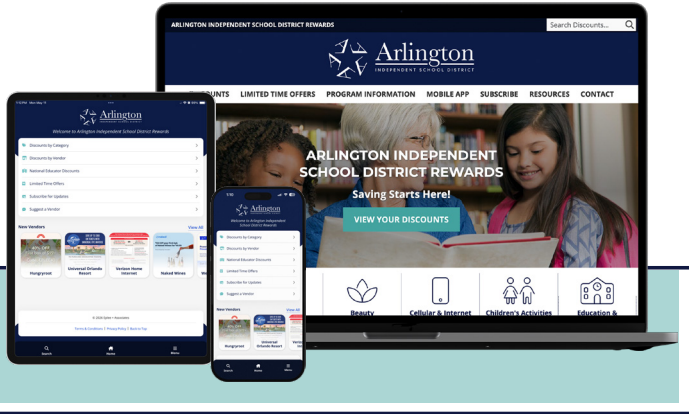 ARLINGTON INDEPENDENT SCHOOL DISTRICT REWARDS
Search Discounts...
Arlington
INDEPENDENT SCHOOL DISTRICT
LIMITED TIME OFFERS PROGRAM INFORMATION MOBILE APP SUBSCRIBE RESOURCES CONTACT
ARLINGTON INDEPENDENT
SCHOOL DISTRICT REWARDS
Saving Starts Here!
VIEW YOUR DISCOUNTS
Beauty
Cellular & Internet
Children's Activities
Education &
Arlington
Welcome to Arlington Independent School District Rewards
Discounts by Category
Discounts by Vendor
National Educator Discounts
Limited Time Offers
Subscribe for Updates
Suggest a Vendor
New Vendors
View All
40% OFF
Hungryroot
Universal Orlando
Resort
Verizon Home
Internet
Naked Wines
Terms & Conditions | Privacy Policy | Back to Top
Search
Home
Menu
Arlington
Welcome to Arlington Independent
School District Rewards
Discounts by Category
Discounts by Vendor
National Educator Discounts
Limited Time Offers
Subscribe for Updates
Suggest a Vendor
New Vendors
View All
Hungryroot
Universal
Orlando Resort
Search
Home
Menu